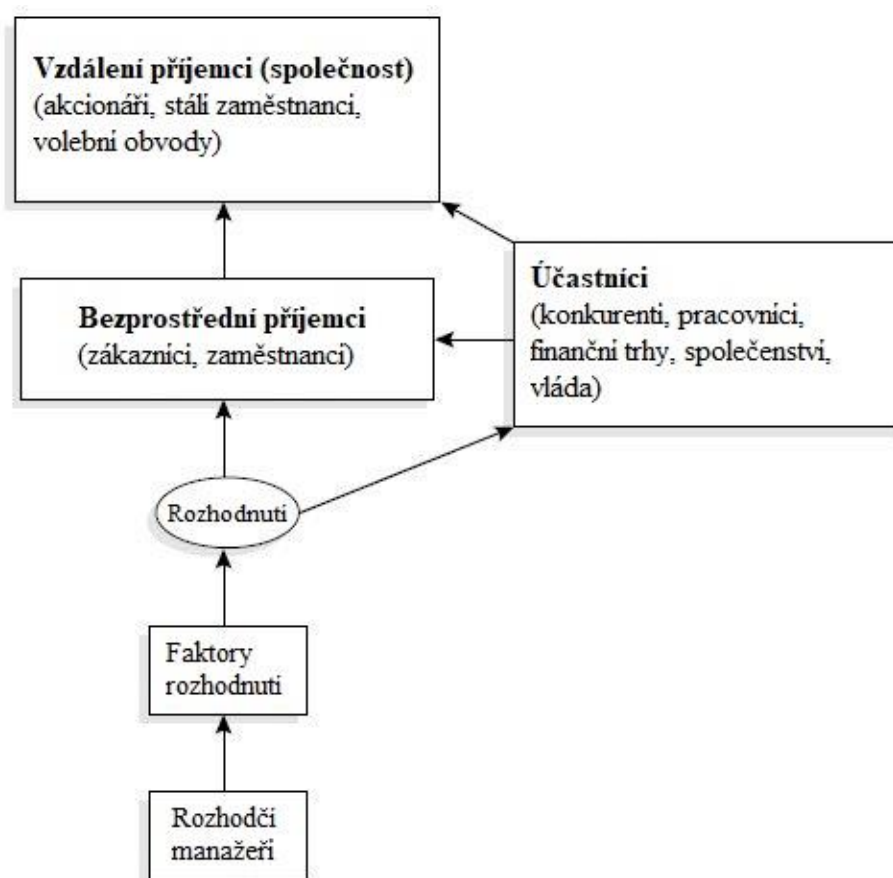 Vzdálení příjemci (společnost)
(akcionáři, stálí zaměstnanci,
volební obvody)
Účastníci
(konkurenti, pracovníci,
finanční trhy, společenství,
vláda)
Bezprostřední příjemci
(zákazníci, zaměstnanci)
Rozhodnutí
Faktory
rozhodnutí
Rozhodčí
manažeři